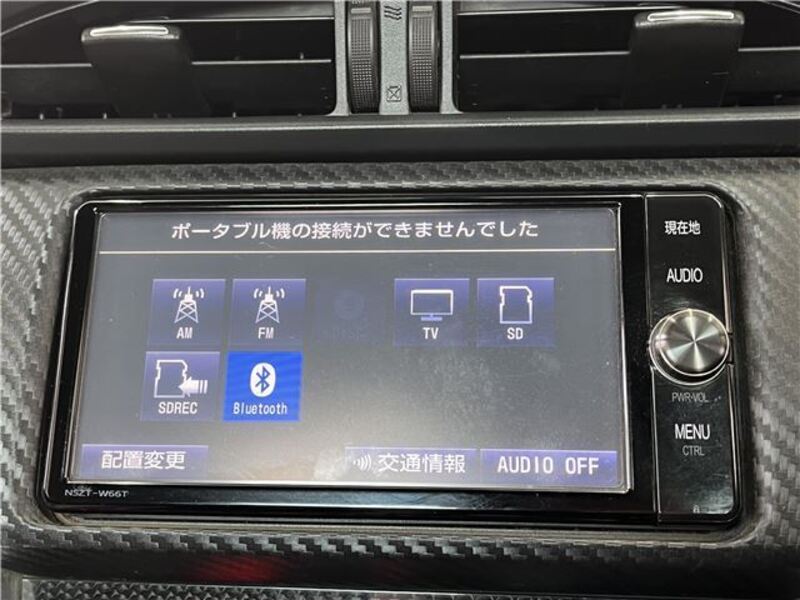 ポータブル機の接続ができませんでした
現在地
AUDIO
AM
FM
TV
SD
SDREC
Bluetooth
PWR·VOL
MENU
CTRL
配置変更
交通情報
AUDIO OFF
NSZT-W66T